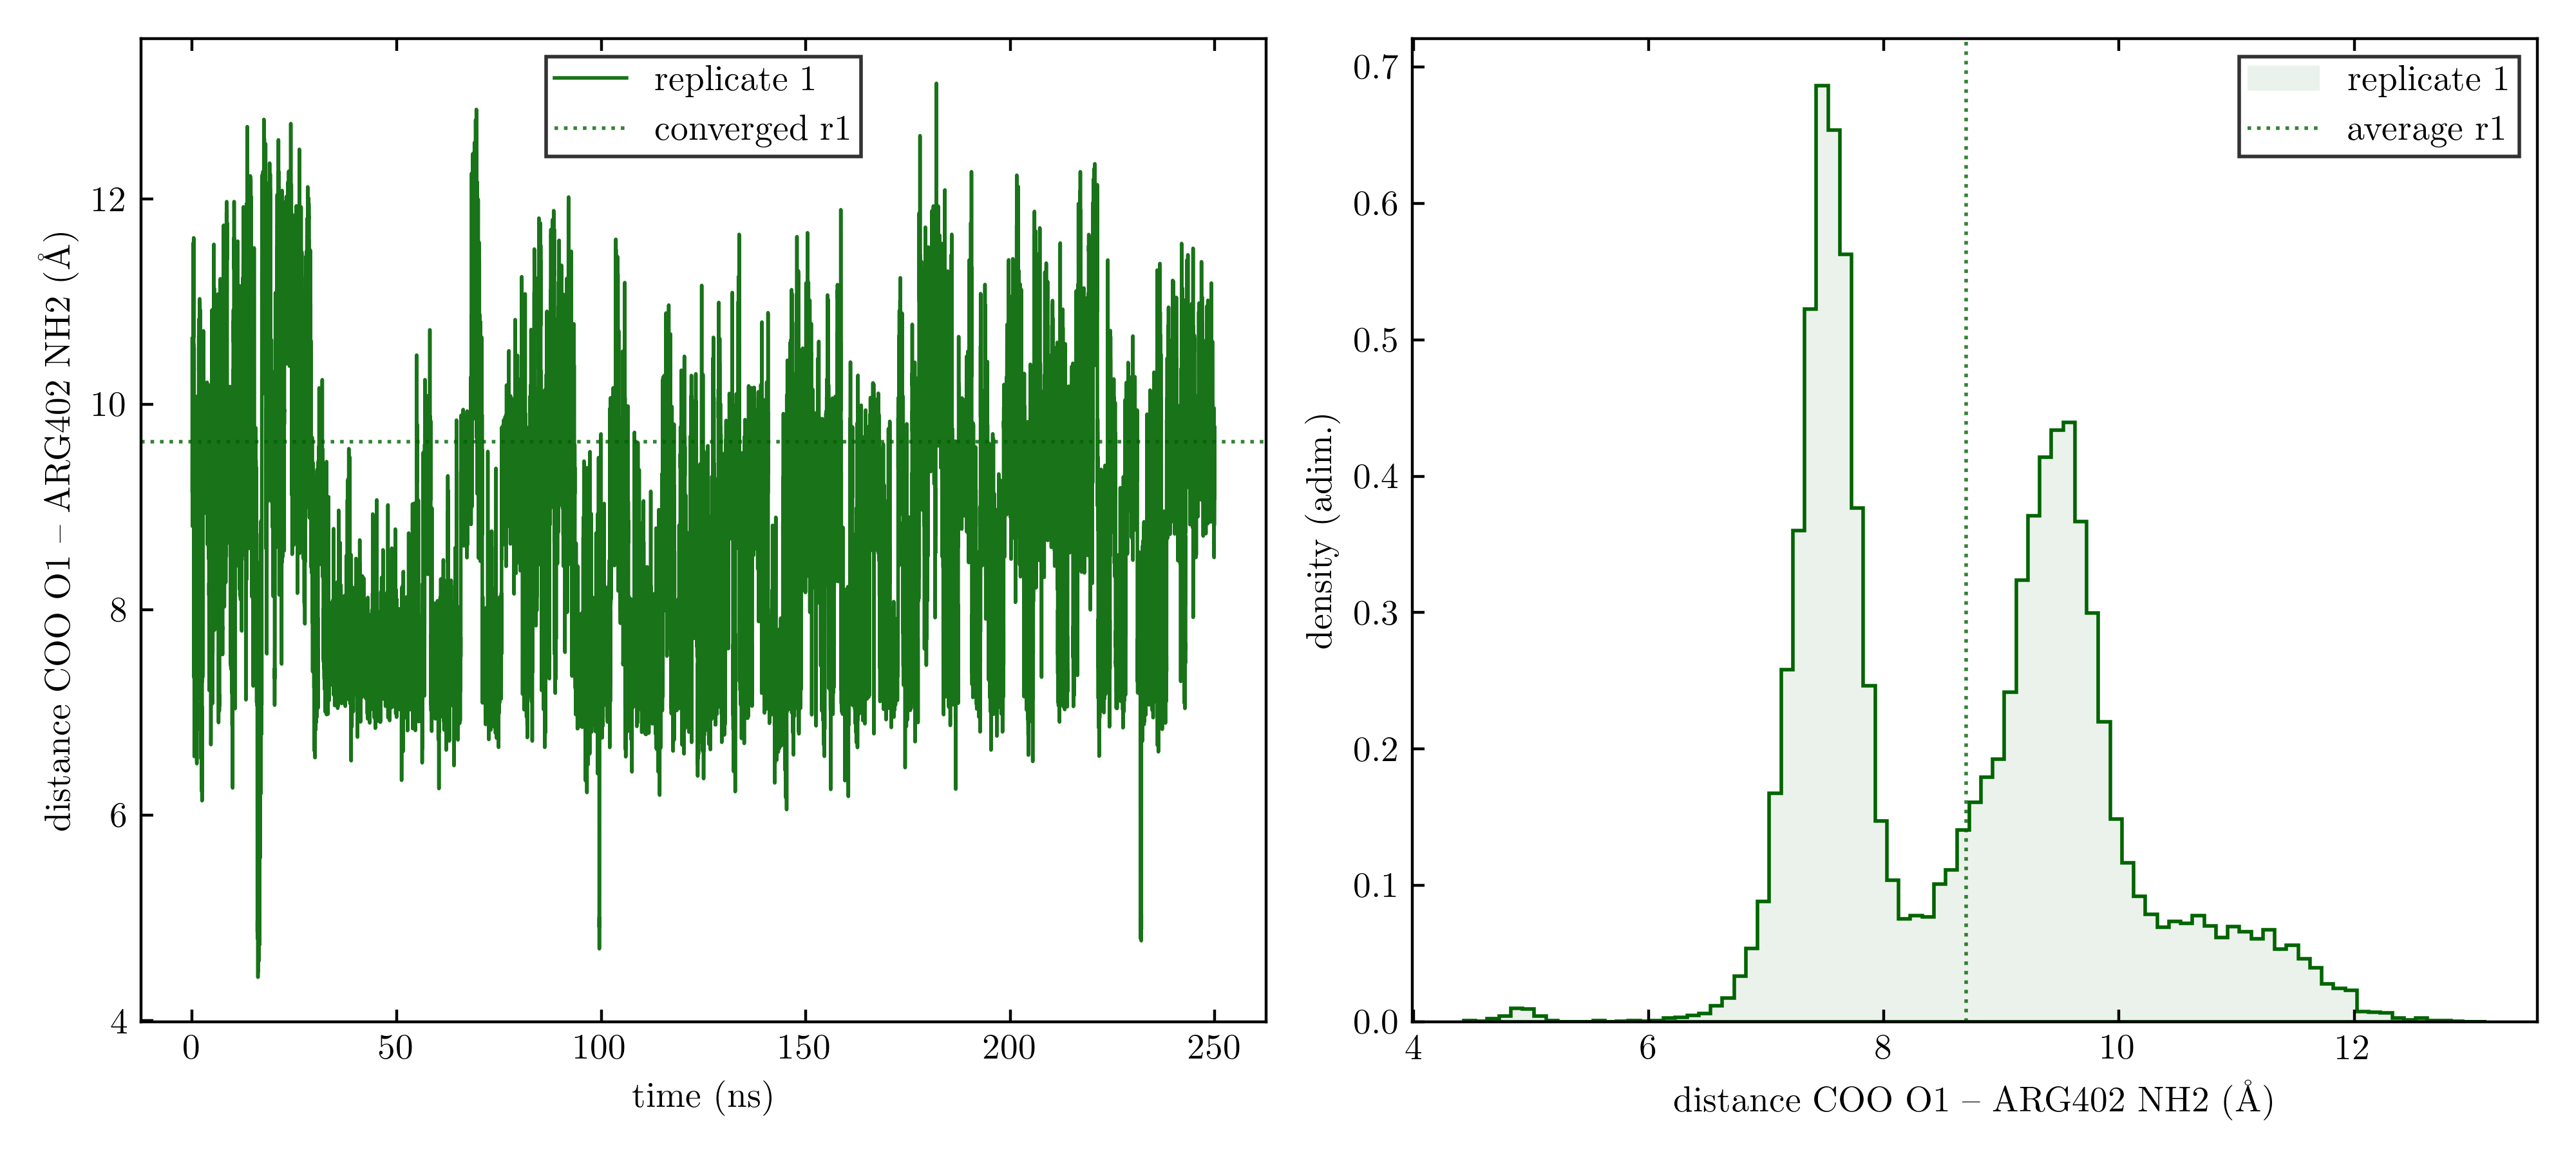 replicate 1
converged r1
12
10
8
6
4
0 50 100 150 200 250
time (ns)
distance COO O1 – ARG402 NH2 (Å)
replicate 1
average r1
0.7
0.6
0.5
0.4
0.3
0.2
0.1
0.0
4 6 8 10 12
distance COO O1 – ARG402 NH2 (Å)
density (adim.)